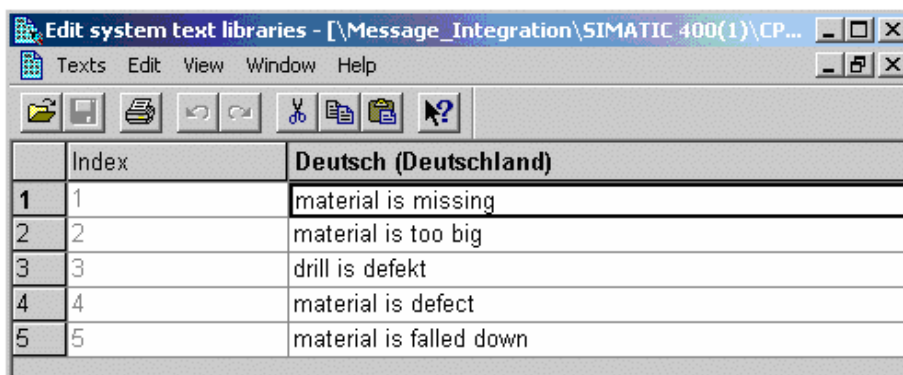 Edit system text libraries - [\Message_Integration\SIMATIC 400(1)\CP...
Texts Edit View Window Help
Index Deutsch (Deutschland)
1 1 material is missing
2 2 material is too big
3 3 drill is defekt
4 4 material is defect
5 5 material is falled down